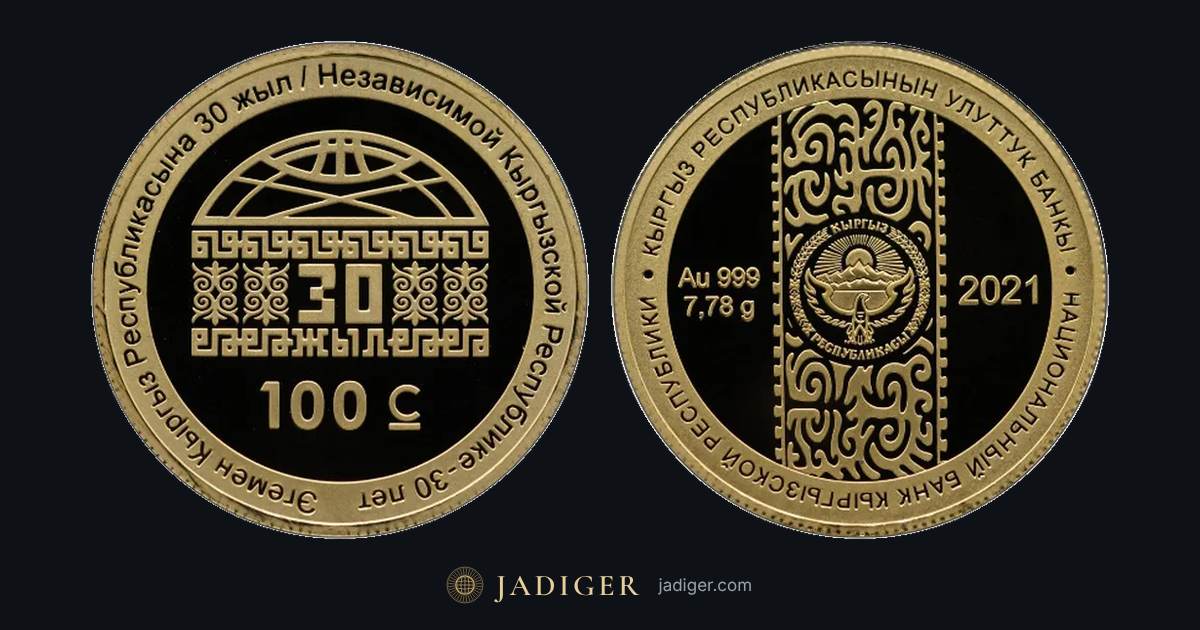 Эгемен Кыргыз Республикасына 30 жыл / Независимой Кыргызской Республике-30 лет
30
жыл
100 С
КЫРГЫЗ РЕСПУБЛИКАСЫНЫН УЛУТТУК БАНКЫ • НАЦИОНАЛЬНЫЙ БАНК КЫРГЫЗСКОЙ РЕСПУБЛИКИ •
КЫРГЫЗ
РЕСПУБЛИКАСЫ
Au 999
7,78 g
2021
JADIGER
jadiger.com